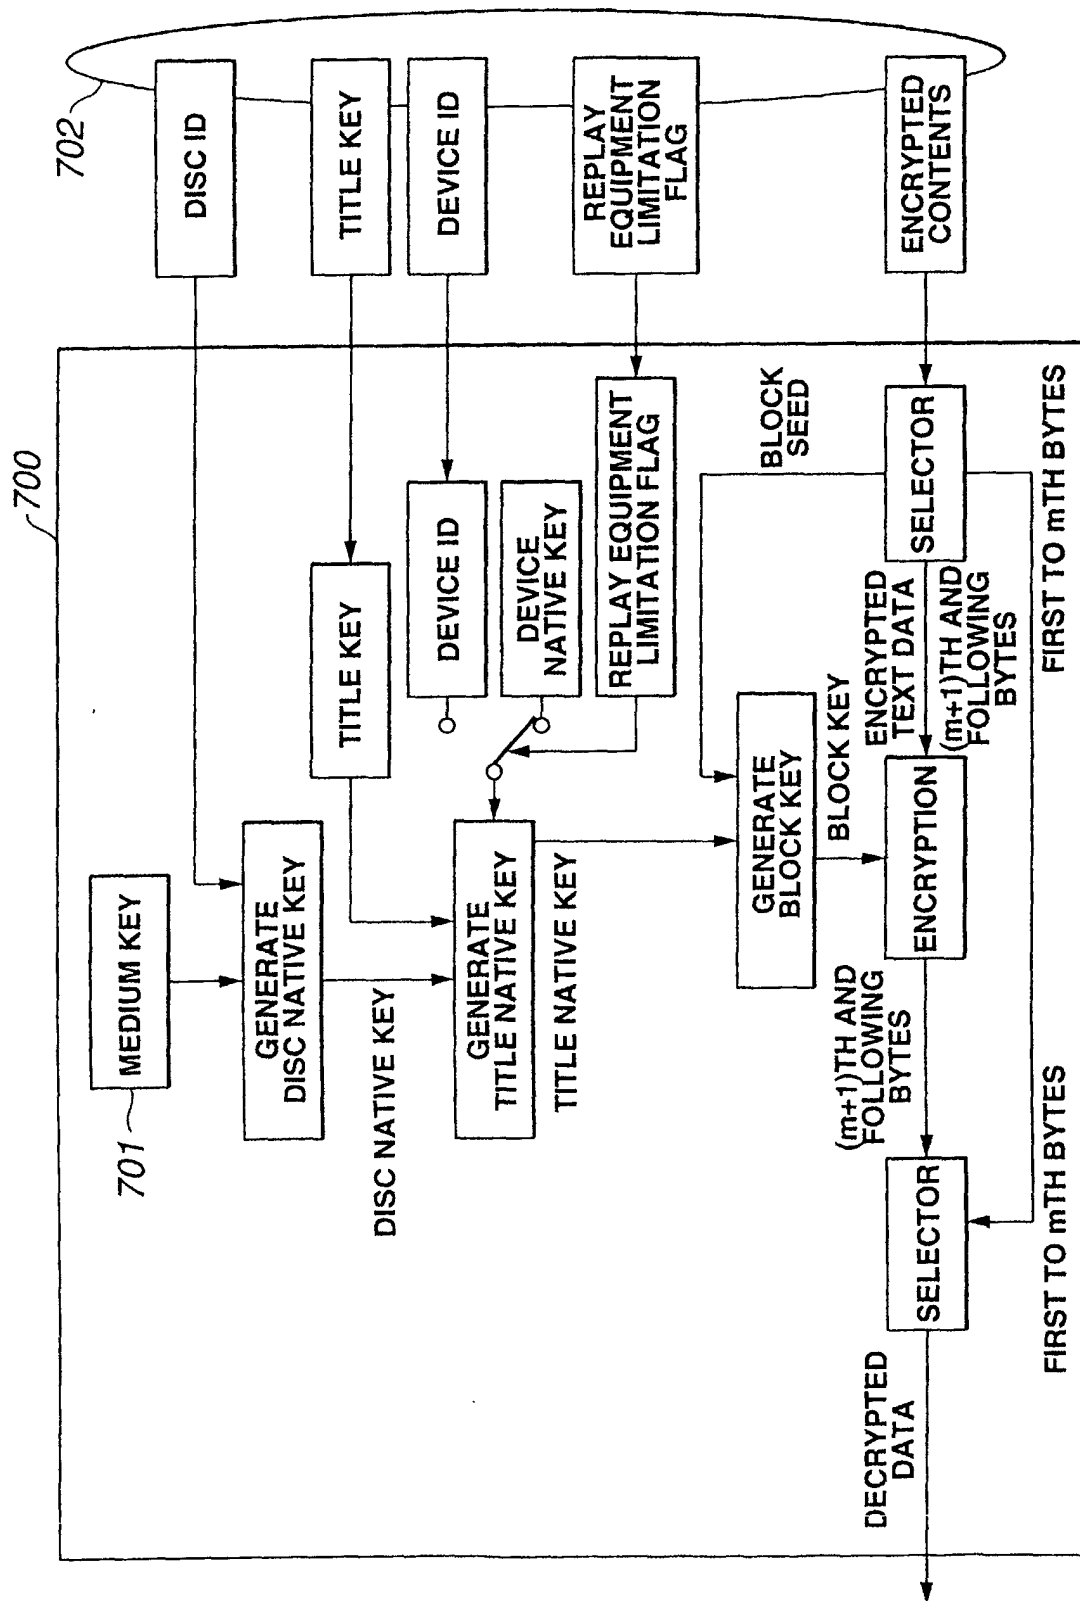 700
702
701
MEDIUM KEY
DISC ID
GENERATE
DISC NATIVE KEY
DISC NATIVE KEY
TITLE KEY
TITLE KEY
DEVICE ID
DEVICE ID
GENERATE
TITLE NATIVE KEY
TITLE NATIVE KEY
DEVICE
NATIVE KEY
REPLAY EQUIPMENT
LIMITATION FLAG
REPLAY
EQUIPMENT
LIMITATION
FLAG
GENERATE
BLOCK KEY
BLOCK KEY
BLOCK
SEED
DECRYPTED
DATA
SELECTOR
(m+1)TH AND
FOLLOWING
BYTES
ENCRYPTION
ENCRYPTED
TEXT DATA
(m+1)TH AND
FOLLOWING
BYTES
SELECTOR
ENCRYPTED
CONTENTS
FIRST TO mTH BYTES
FIRST TO mTH BYTES